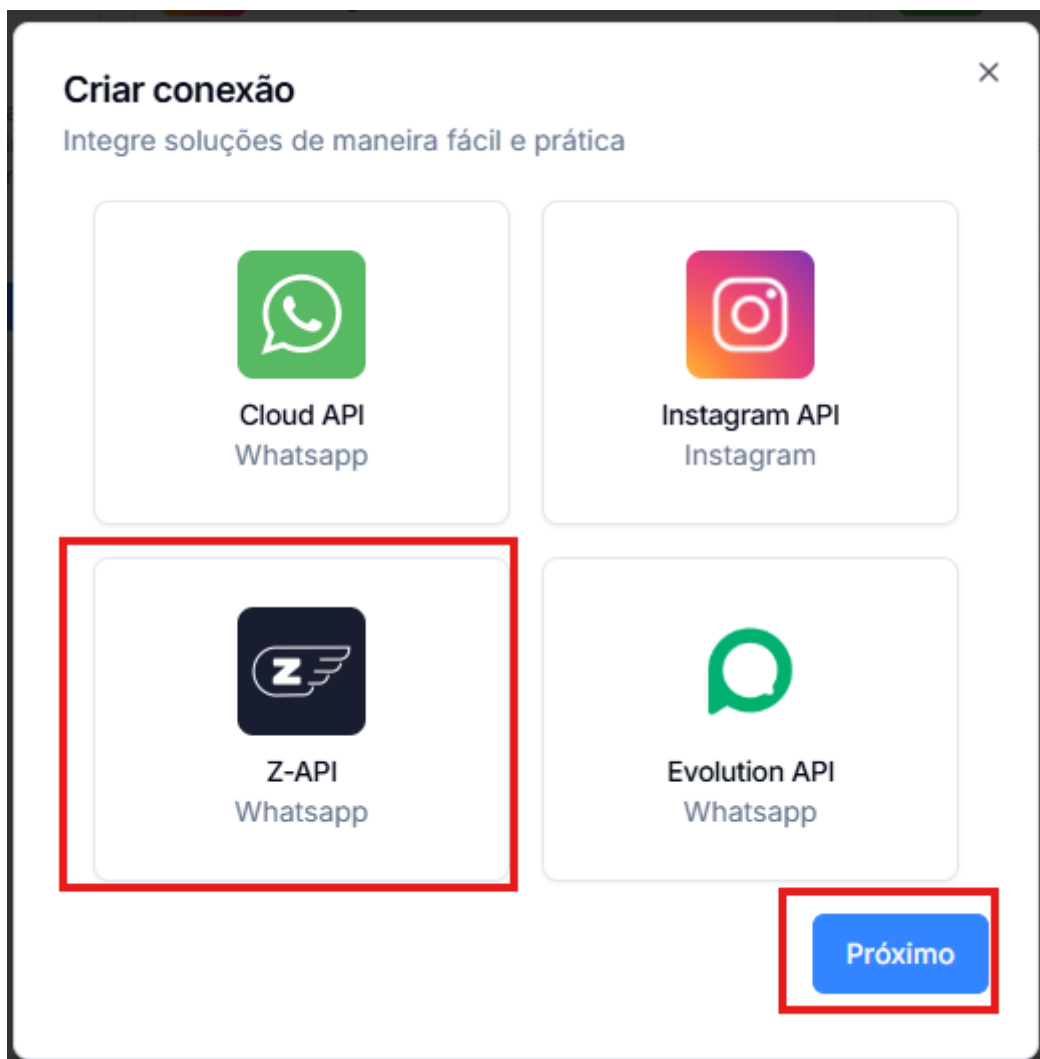 Criar conexão
Integre soluções de maneira fácil e prática
Cloud API
Whatsapp
Instagram API
Instagram
Z
Z-API
Whatsapp
Evolution API
Whatsapp
Próximo